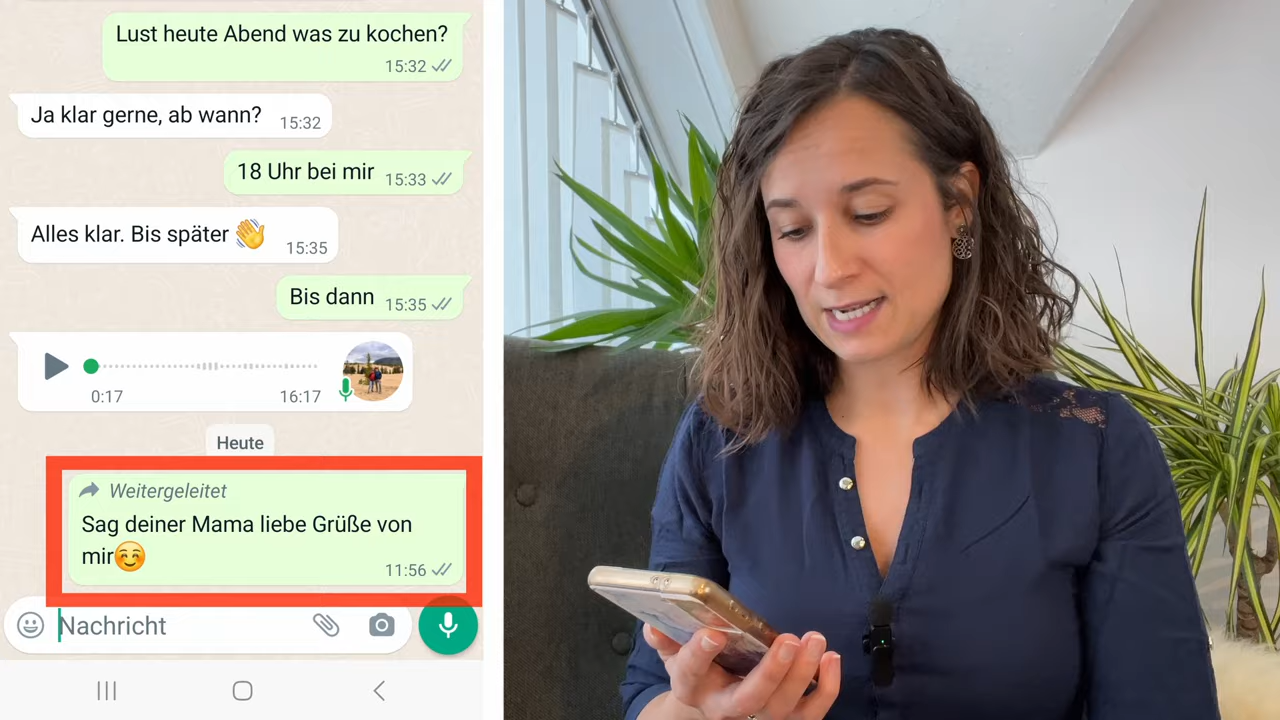 Lust heute Abend was zu kochen?
15:32
Ja klar gerne, ab wann? 15:32
18 Uhr bei mir 15:33
Alles klar. Bis später 👋 15:35
Bis dann 15:35
0:17 16:17
Heute
Weitergeleitet
Sag deiner Mama liebe Grüße von
mir☺️
11:56
Nachricht